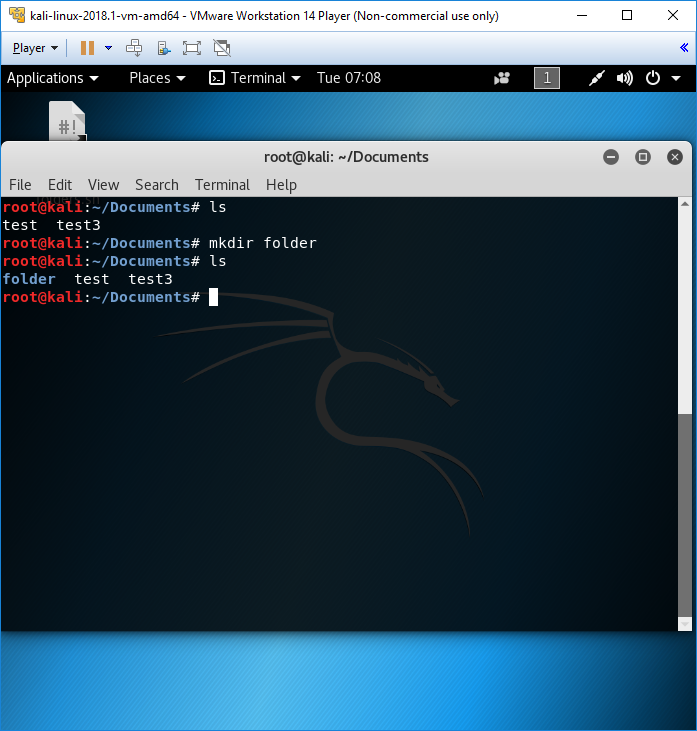 kali-linux-2018.1-vm-amd64 - VMware Workstation 14 Player (Non-commercial use only)
Player
Applications Places Terminal Tue 07:08 1
#!
root@kali: ~/Documents
File Edit View Search Terminal Help
root@kali:~/Documents# ls
test test3
root@kali:~/Documents# mkdir folder
root@kali:~/Documents# ls
folder test test3
root@kali:~/Documents#